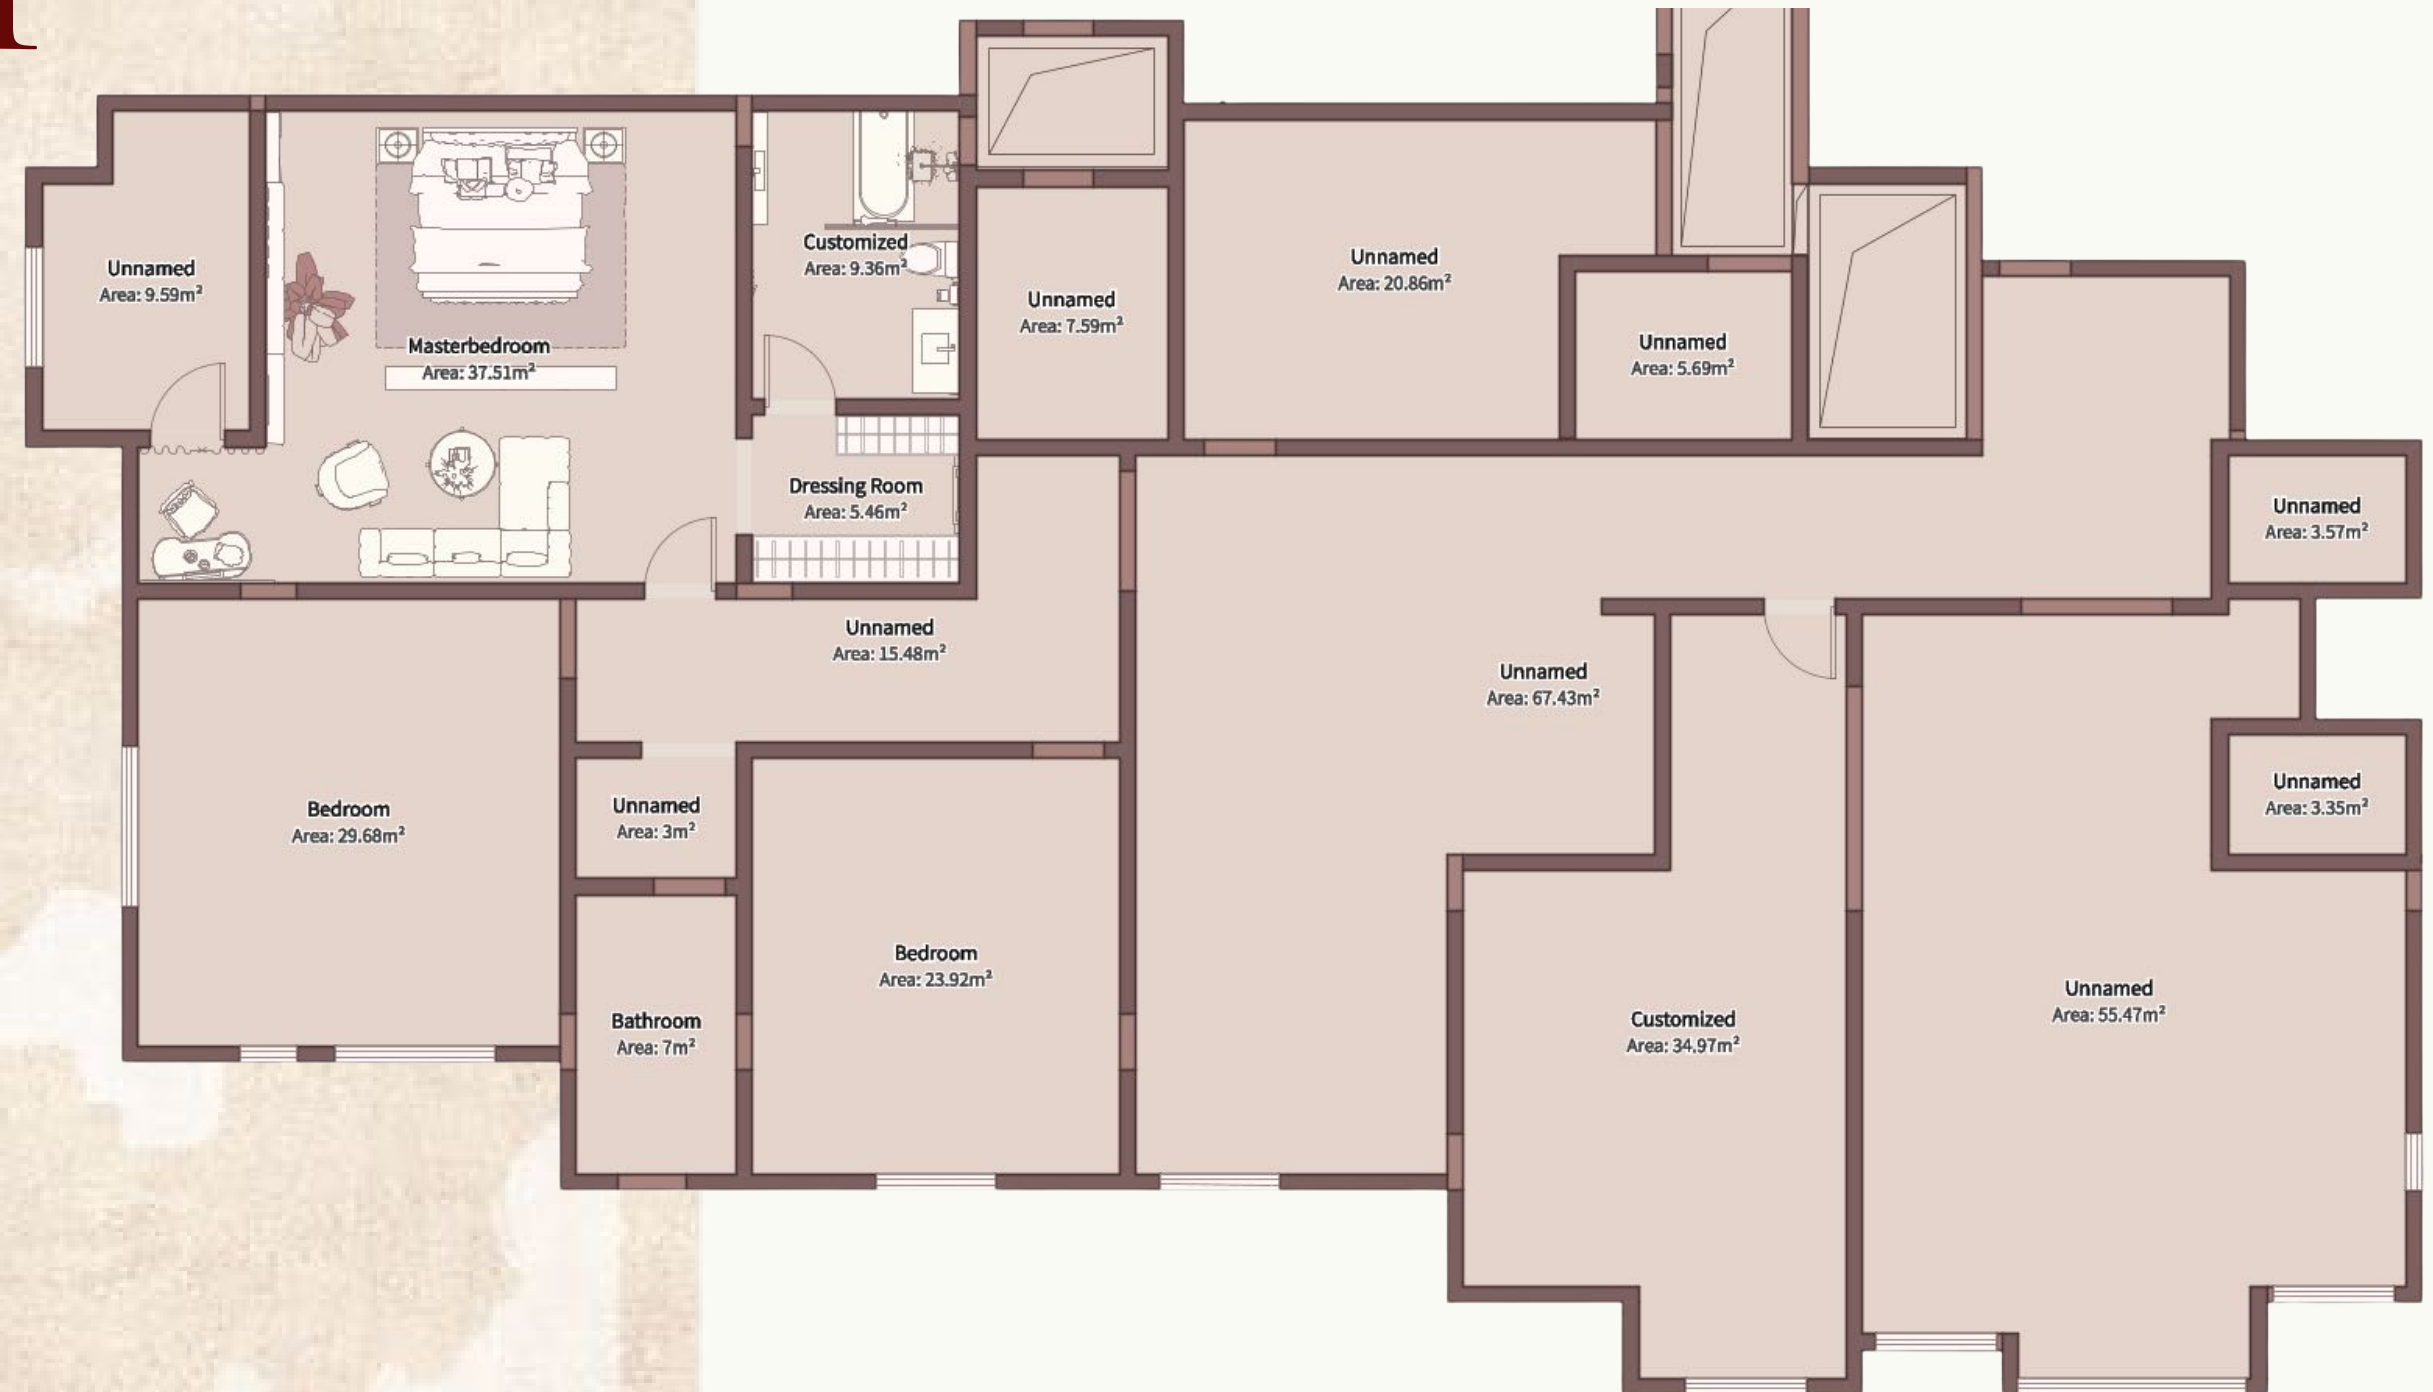 Unnamed
Area: 9.59m²
Masterbedroom
Area: 37.51m²
Customized
Area: 9.36m²
Dressing Room
Area: 5.46m²
Unnamed
Area: 7.59m²
Unnamed
Area: 20.86m²
Unnamed
Area: 5.69m²
Unnamed
Area: 3.57m²
Unnamed
Area: 15.48m²
Unnamed
Area: 67.43m²
Bedroom
Area: 29.68m²
Unnamed
Area: 3m²
Unnamed
Area: 3.35m²
Bedroom
Area: 23.92m²
Bathroom
Area: 7m²
Customized
Area: 34.97m²
Unnamed
Area: 55.47m²